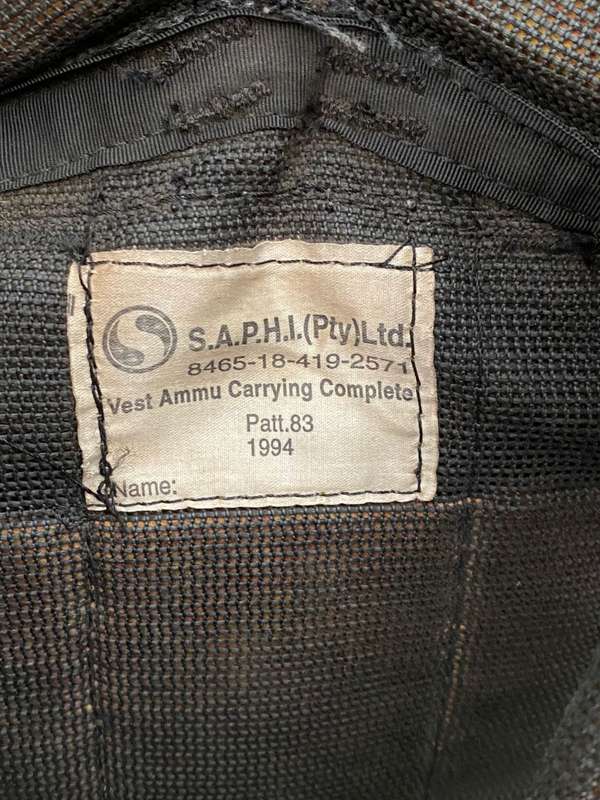 S.A.P.H.I.(Pty)Ltd.
8465-18-419-2571
Vest Ammu Carrying Complete
Patt.83
1994
Name: